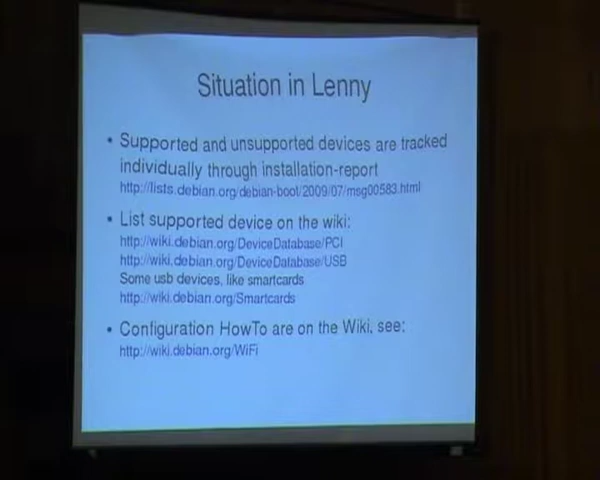 Situation in Lenny
• Supported and unsupported devices are tracked
individually through installation-report
http://lists.debian.org/debian-boot/2009/07/msg00583.html
• List supported device on the wiki:
http://wiki.debian.org/DeviceDatabase/PCI
http://wiki.debian.org/DeviceDatabase/USB
Some usb devices, like smartcards
http://wiki.debian.org/Smartcards
• Configuration HowTo are on the Wiki, see:
http://wiki.debian.org/WiFi